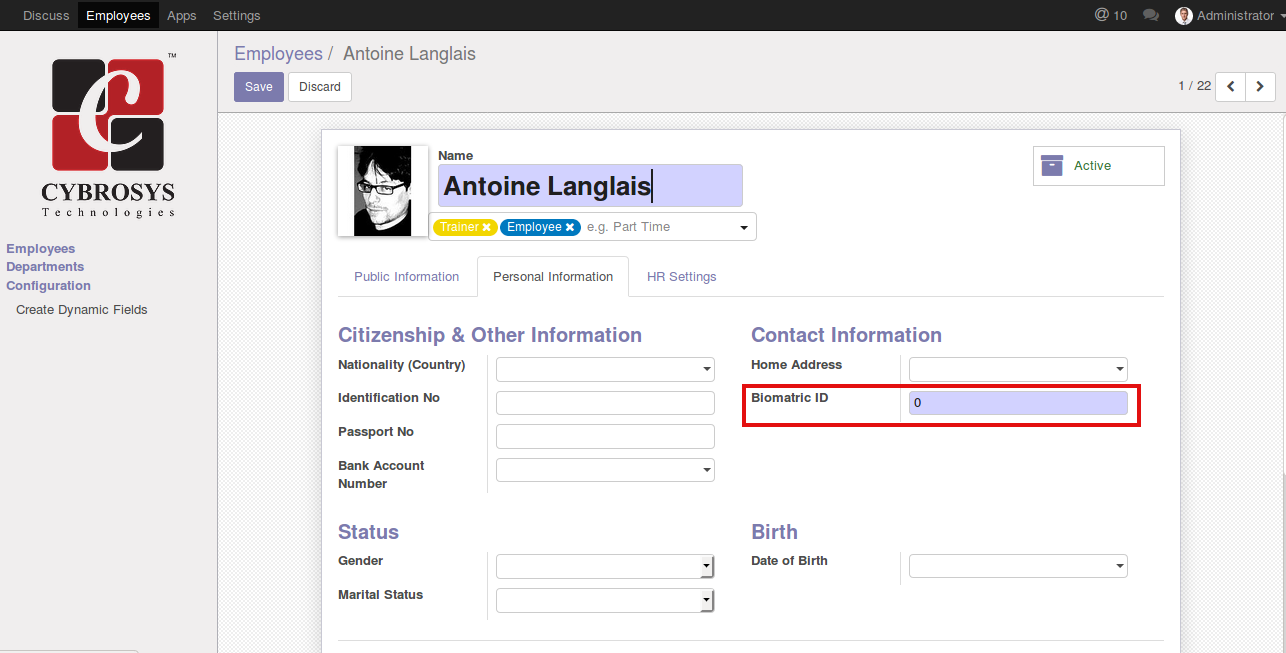 Discuss Employees Apps Settings @ 10 Administrator
C
™
CYBROSYS
Technologies
Employees
Departments
Configuration
Create Dynamic Fields
Employees / Antoine Langlais
Save Discard 1 / 22
Name
Antoine Langlais
Active
Trainer ✖ Employee ✖ e.g. Part Time
Public Information Personal Information HR Settings
Citizenship & Other Information
Nationality (Country)
Identification No
Passport No
Bank Account
Number
Contact Information
Home Address
Biomatric ID 0
Status
Gender
Marital Status
Birth
Date of Birth